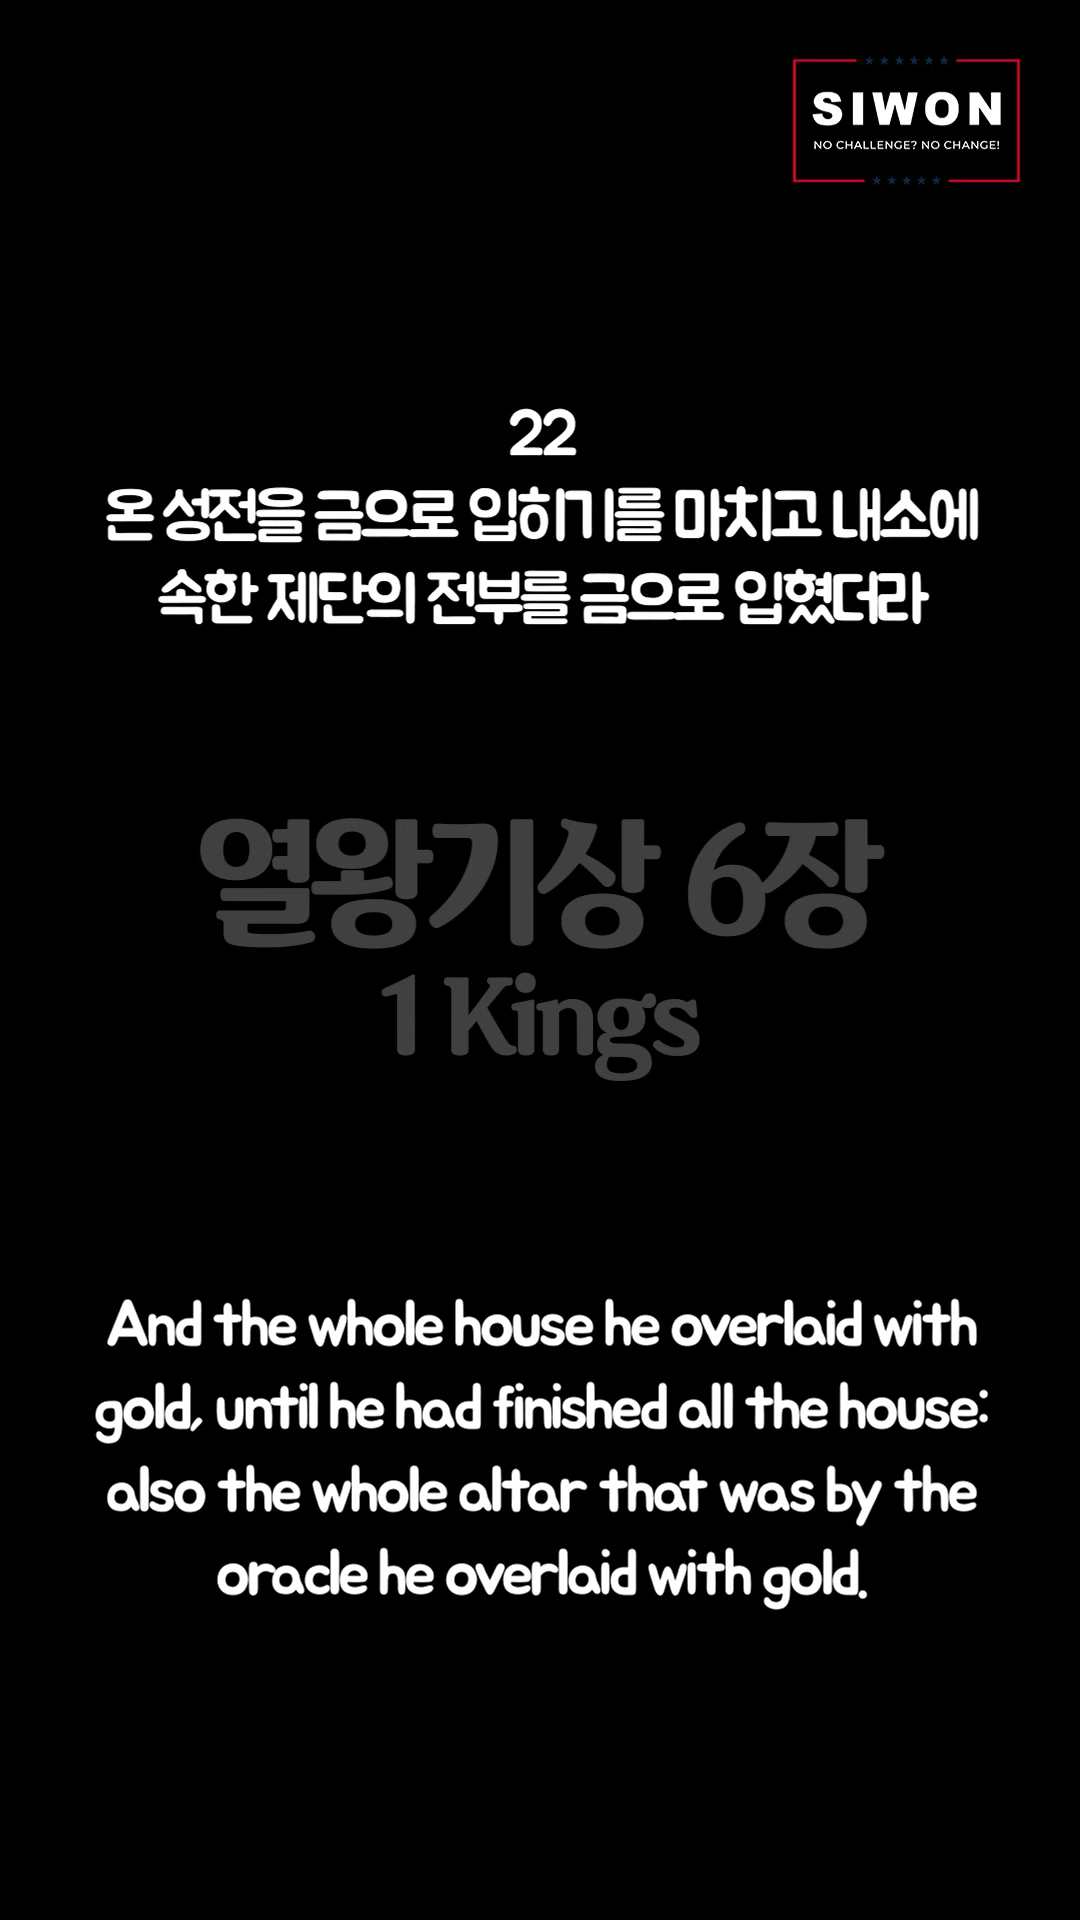 SIWON
NO CHALLENGE? NO CHANGE!
22
온 성전을 금으로 입히기를 마치고 내소에
속한 제단의 전부를 금으로 입혔더라
열왕기상 6장
1 Kings
And the whole house he overlaid with
gold, until he had finished all the house:
also the whole altar that was by the
oracle he overlaid with gold.